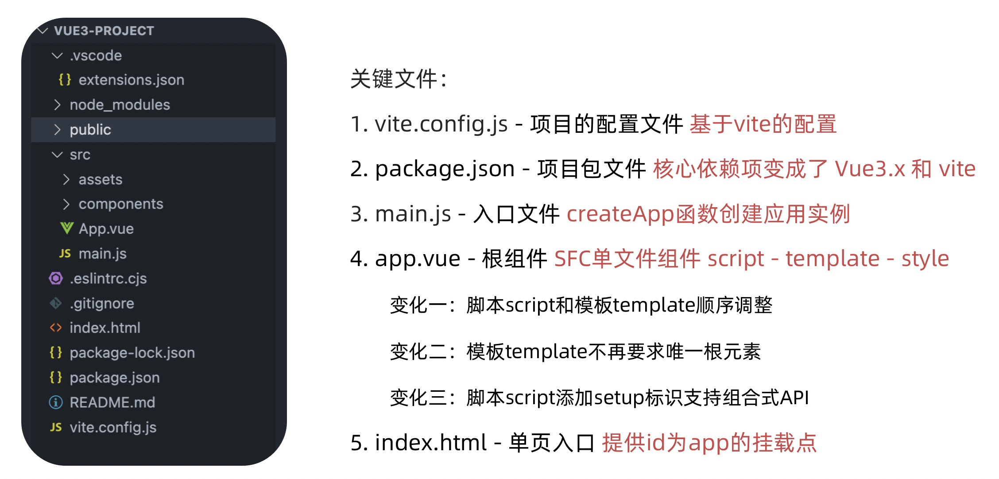 VUE3-PROJECT
.vscode
{} extensions.json
node_modules
public
src
assets
components
App.vue
JS main.js
.eslintrc.cjs
.gitignore
<> index.html
{} package-lock.json
{} package.json
README.md
JS vite.config.js
关键文件：
1. vite.config.js - 项目的配置文件 基于vite的配置
2. package.json - 项目包文件 核心依赖项变成了 Vue3.x 和 vite
3. main.js - 入口文件 createApp函数创建应用实例
4. app.vue - 根组件 SFC单文件组件 script - template - style
变化一：脚本script和模板template顺序调整
变化二：模板template不再要求唯一根元素
变化三：脚本script添加setup标识支持组合式API
5. index.html - 单页入口 提供id为app的挂载点